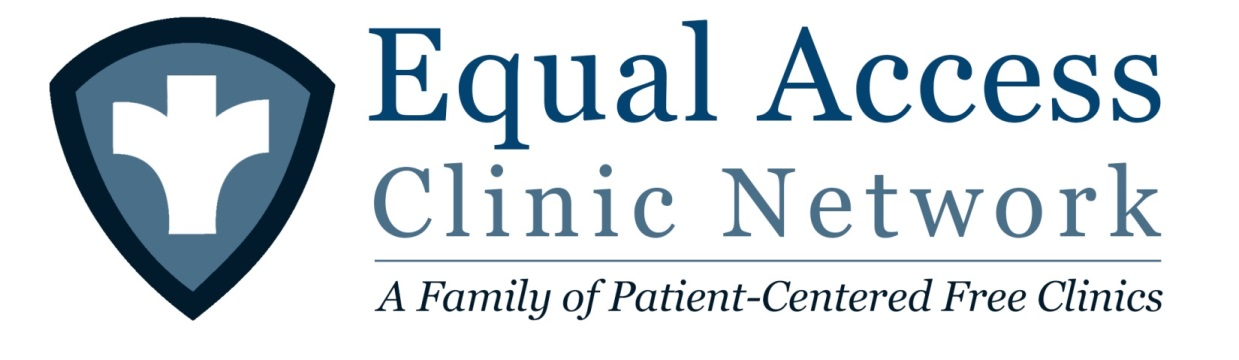 Equal Access
Clinic Network
A Family of Patient-Centered Free Clinics